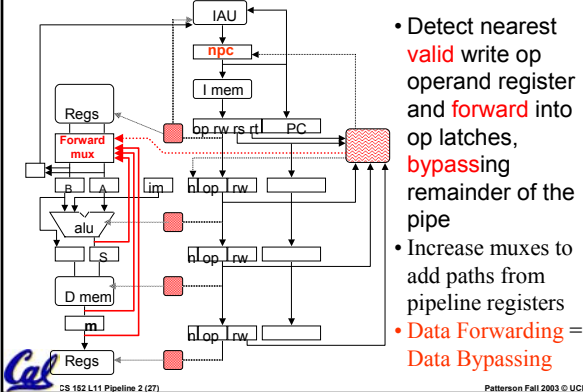 IAU
npc
I mem
Regs
Forward
mux
op rw rs rt
PC
B
A
im
n op rw
alu
S
n op rw
D mem
m
n op rw
Regs
• Detect nearest
valid write op
operand register
and forward into
op latches,
bypassing
remainder of the
pipe
• Increase muxes to
add paths from
pipeline registers
• Data Forwarding =
Data Bypassing
Cal
CS 152 L11 Pipeline 2 (27)
Patterson Fall 2003 © UC